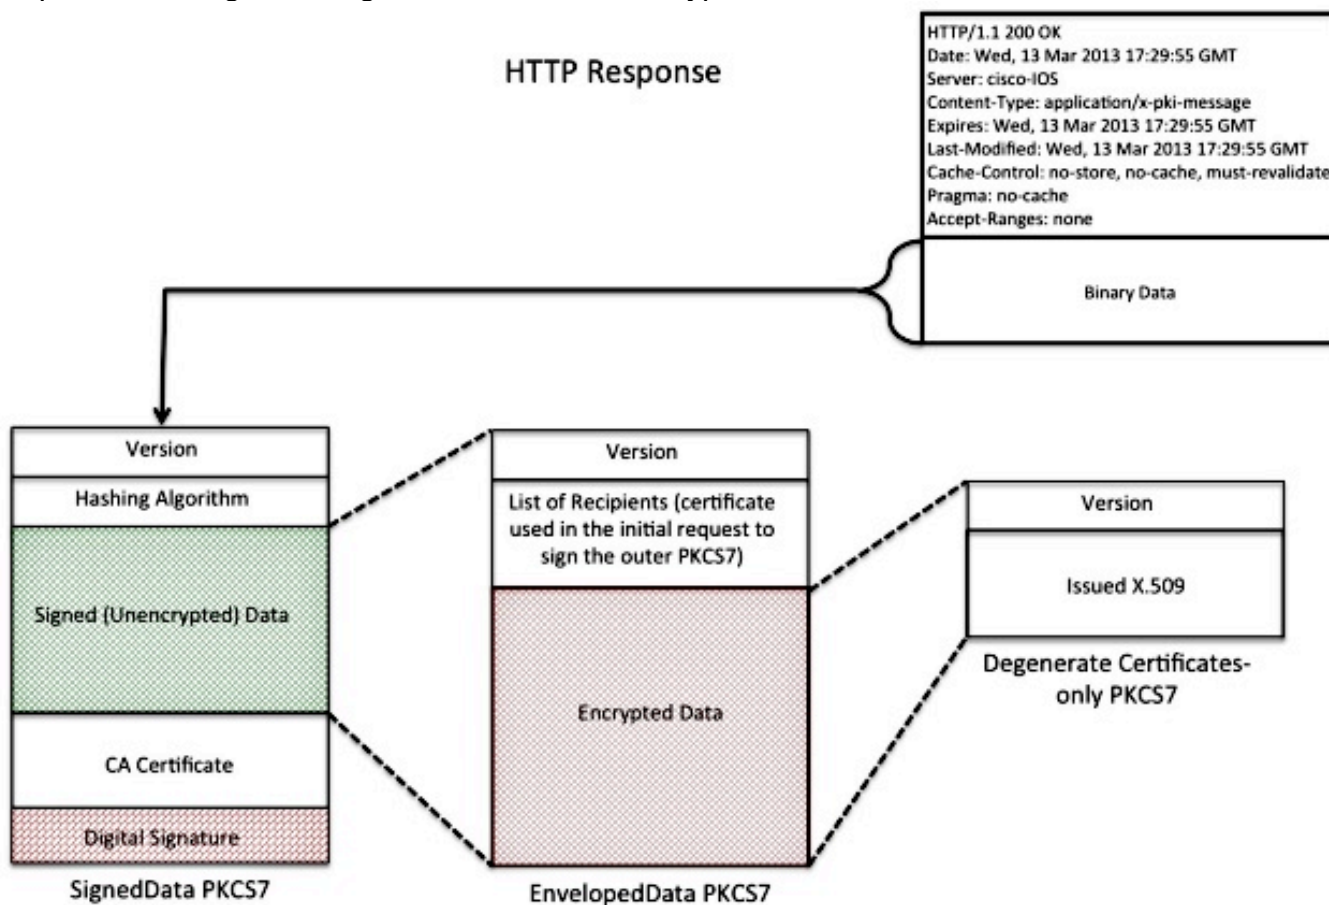 HTTP Response
HTTP/1.1 200 OK
Date: Wed, 13 Mar 2013 17:29:55 GMT
Server: cisco-IOS
Content-Type: application/x-pki-message
Expires: Wed, 13 Mar 2013 17:29:55 GMT
Last-Modified: Wed, 13 Mar 2013 17:29:55 GMT
Cache-Control: no-store, no-cache, must-revalidate
Pragma: no-cache
Accept-Ranges: none
Binary Data
Version
Hashing Algorithm
Signed (Unencrypted) Data
CA Certificate
Digital Signature
SignedData PKCS7
Version
List of Recipients (certificate
used in the initial request to
sign the outer PKCS7)
Encrypted Data
EnvelopedData PKCS7
Version
Issued X.509
Degenerate Certificates-
only PKCS7